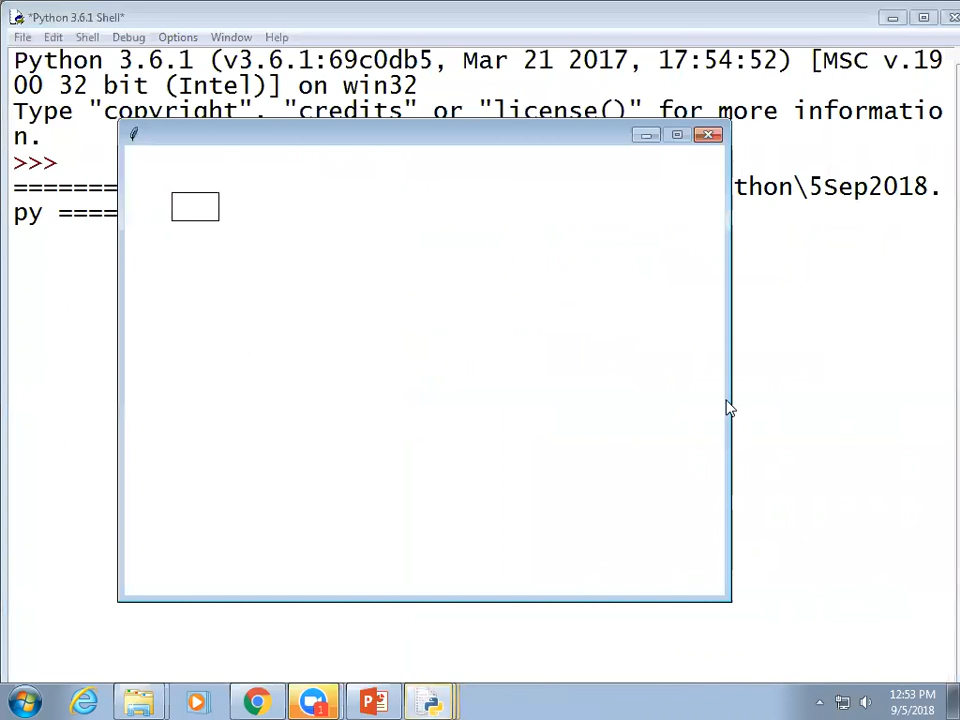 *Python 3.6.1 Shell*
File Edit Shell Debug Options Window Help
Python 3.6.1 (v3.6.1:69c0db5, Mar 21 2017, 17:54:52) [MSC v.19
00 32 bit (Intel)] on win32
Type "copyright", "credits" or "license()" for more informatio
n.
>>>
======= thon\5Sep2018.
py ====
1
12:53 PM
9/5/2018